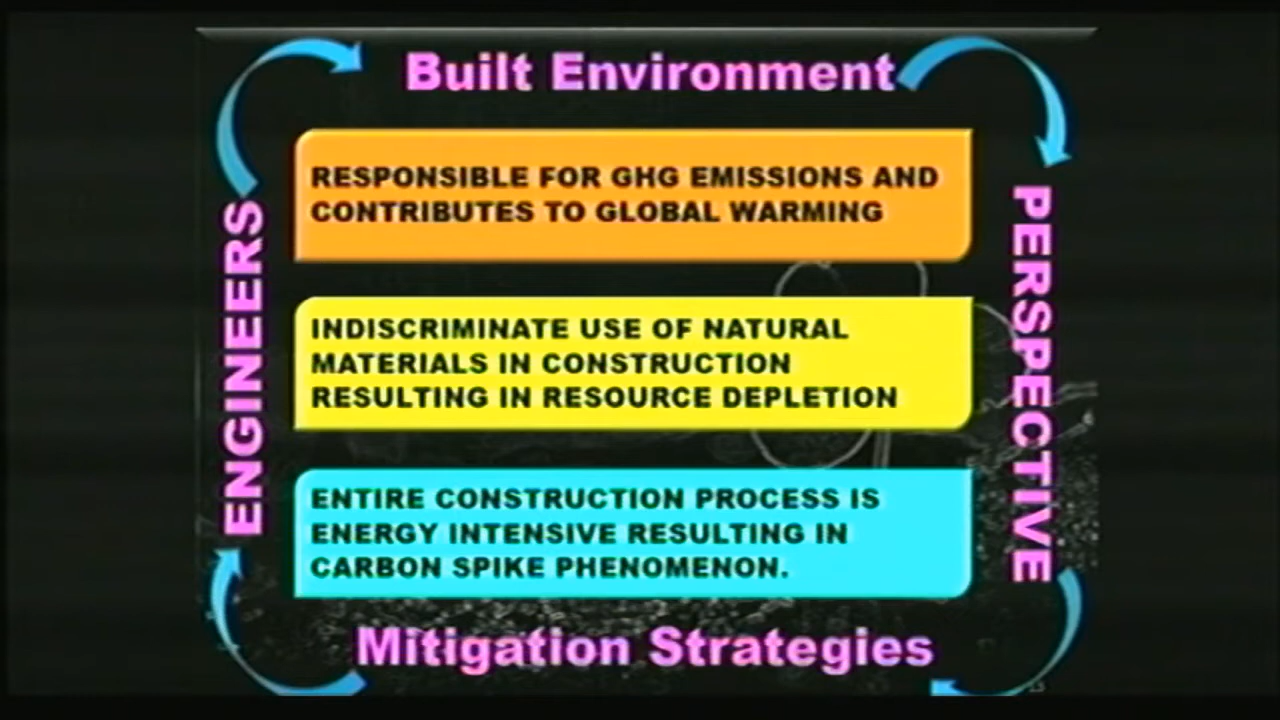 Built Environment
ENGINEERS
RESPONSIBLE FOR GHG EMISSIONS AND
CONTRIBUTES TO GLOBAL WARMING
INDISCRIMINATE USE OF NATURAL
MATERIALS IN CONSTRUCTION
RESULTING IN RESOURCE DEPLETION
ENTIRE CONSTRUCTION PROCESS IS
ENERGY INTENSIVE RESULTING IN
CARBON SPIKE PHENOMENON.
PERSPECTIVE
Mitigation Strategies